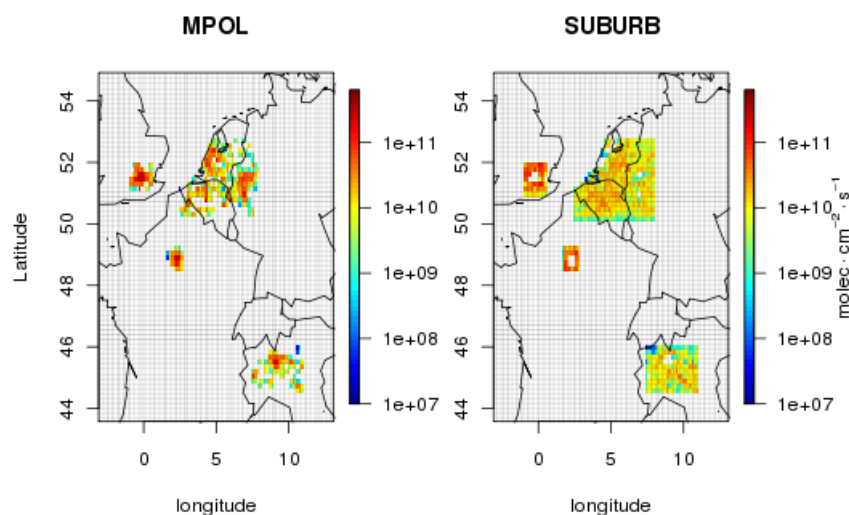 MPOL
SUBURB
Latitude
54
52
50
48
46
44
0
5
10
longitude
1e+11
1e+10
1e+09
1e+08
1e+07
54
52
50
48
46
44
0
5
10
longitude
1e+11
1e+10
1e+09
1e+08
1e+07
molec · cm⁻² · s⁻¹